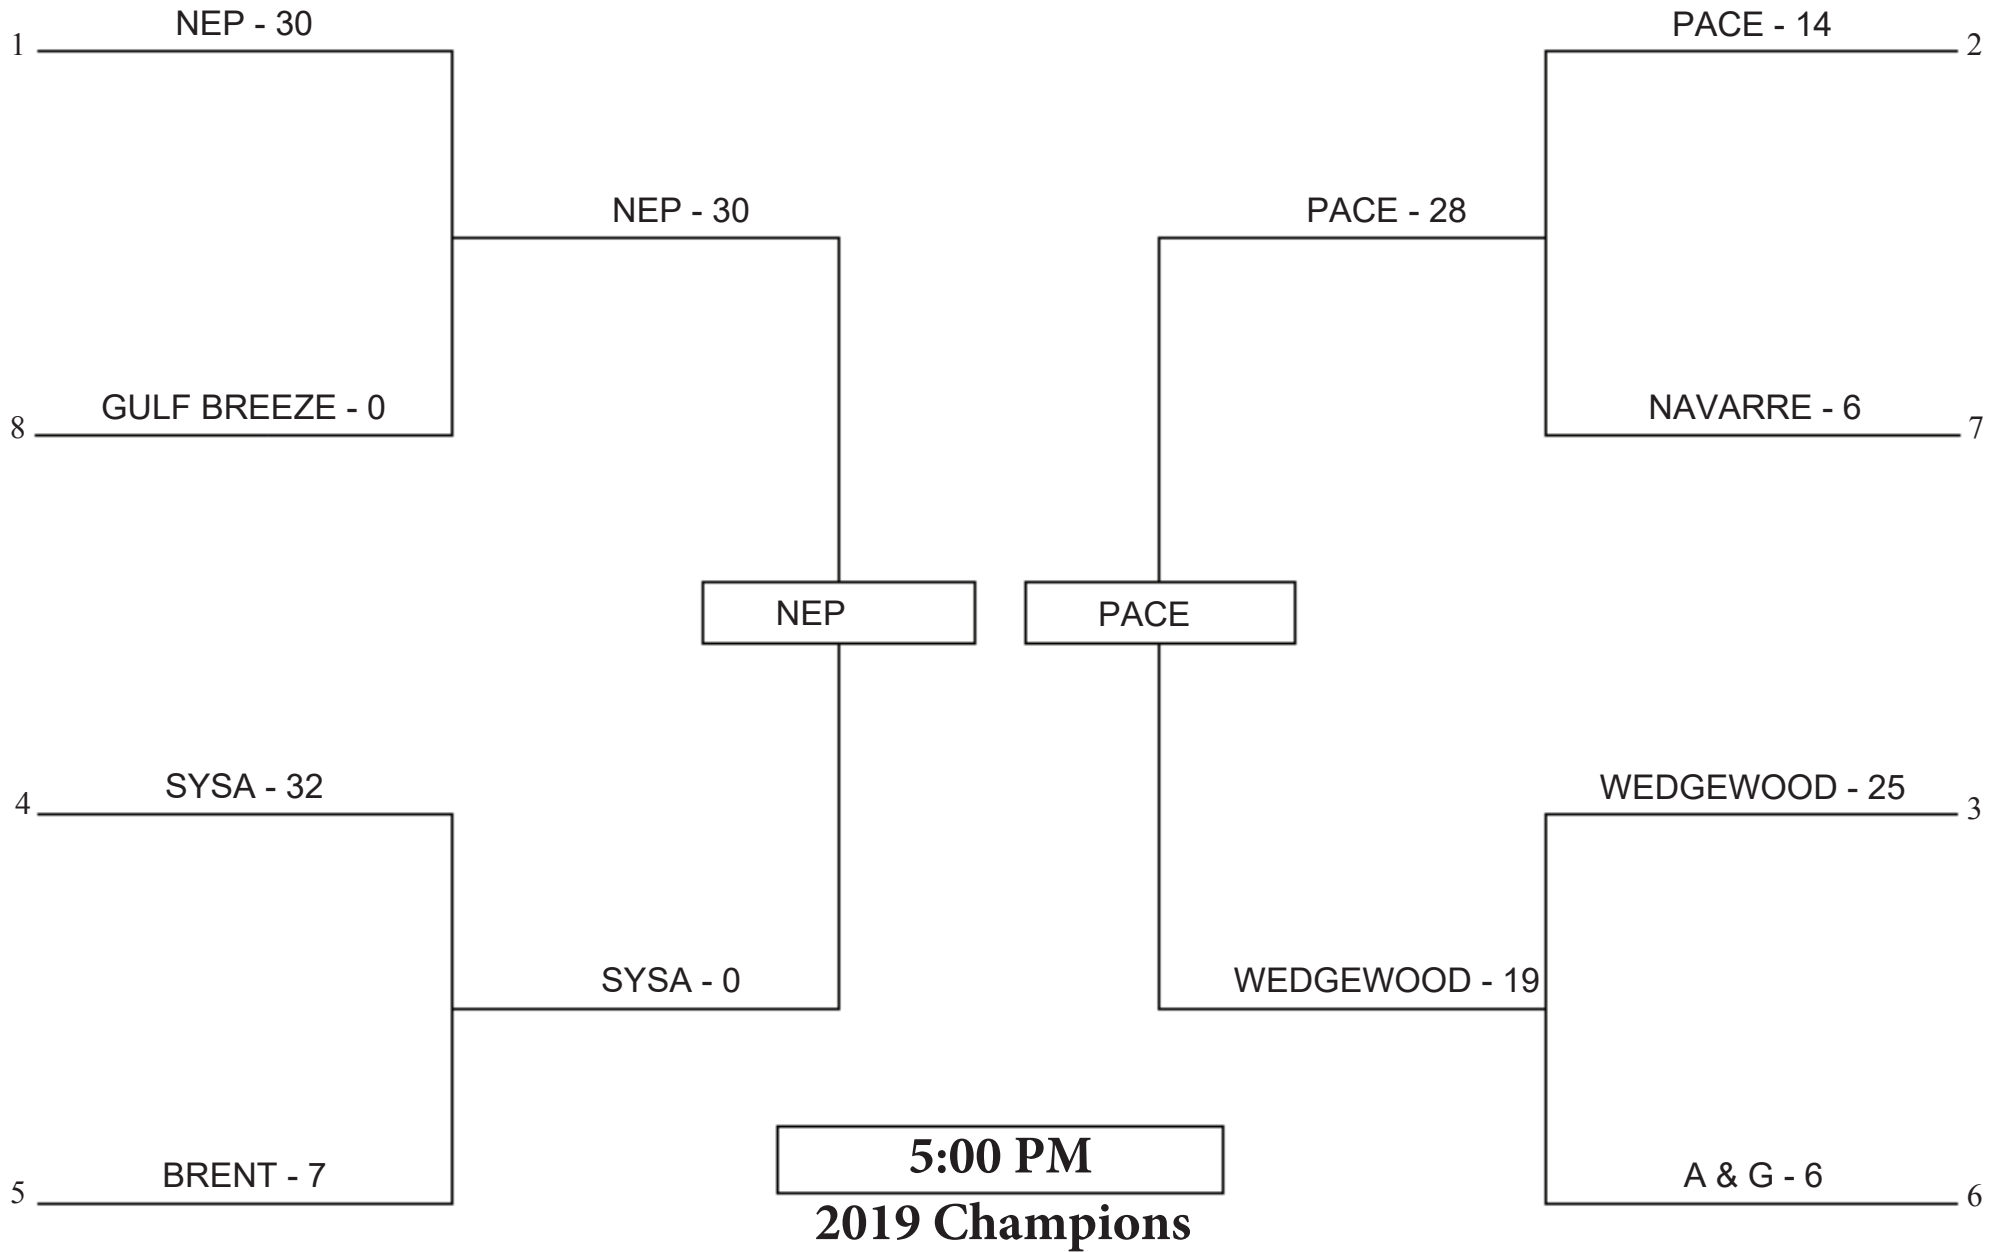 NEP - 30
PACE - 14
1
2
NEP - 30
PACE - 28
GULF BREEZE - 0
NAVARRE - 6
8
7
NEP
PACE
SYSA - 32
WEDGEWOOD - 25
4
3
SYSA - 0
WEDGEWOOD - 19
5:00 PM
BRENT - 7
A & G - 6
5
6
2019 Champions